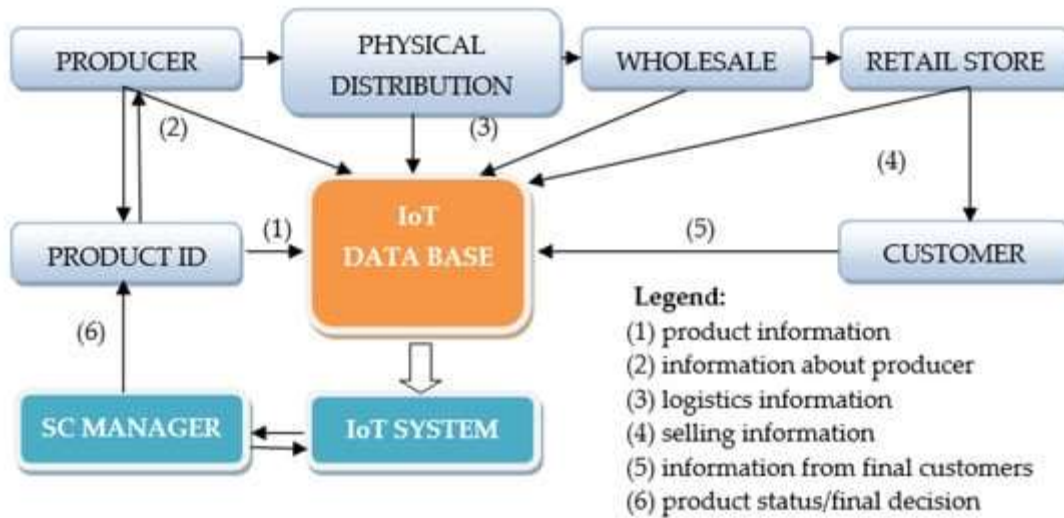 PRODUCER
PHYSICAL
DISTRIBUTION
WHOLESALE
RETAIL STORE
(2)
(3)
(4)
IoT
DATA BASE
PRODUCT ID
(1)
(5)
CUSTOMER
(6)
SC MANAGER
IoT SYSTEM
Legend:
(1) product information
(2) information about producer
(3) logistics information
(4) selling information
(5) information from final customers
(6) product status/final decision